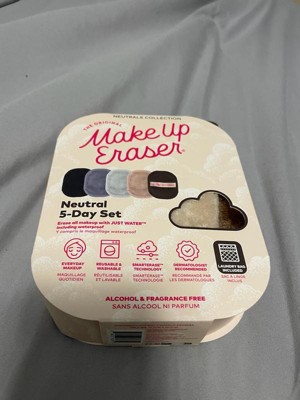 NEUTRALS COLLECTION
THE ORIGINAL
MakeUp
Eraser®
Neutral
5-Day Set
Erase all makeup with JUST WATER™
Including waterproof
Y compris le maquillage waterproof
EVERYDAY
MAKEUP
MAQUILLAGE
QUOTIDIEN
REUSABLE &
WASHABLE
RÉUTILISABLE
ET LAVABLE
SMARTERASE™
TECHNOLOGY
SMARTERASE™
TECHNOLOGIE
DERMATOLOGIST
RECOMMENDED
RECOMMANDÉ PAR
LES DERMATOLOGUES
LAUNDRY BAG
INCLUDED
SAC À LINGE
INCLUS
ALCOHOL & FRAGRANCE FREE
SANS ALCOOL NI PARFUM